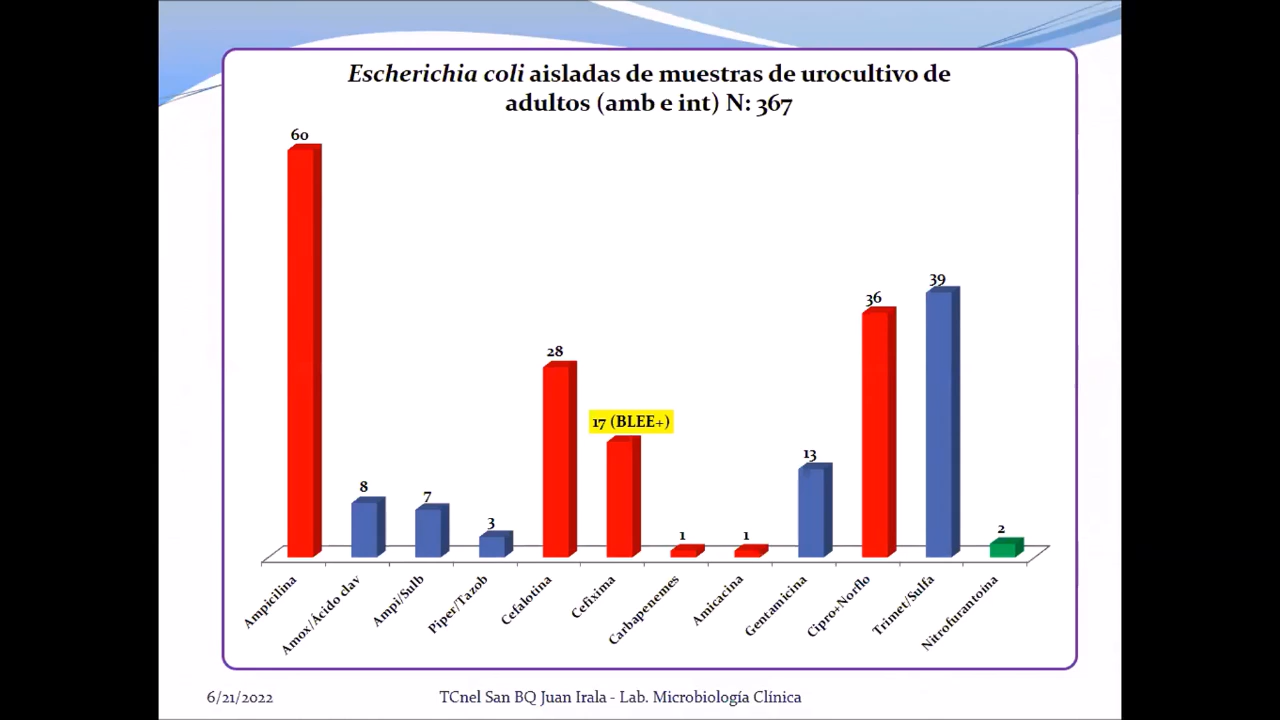 Escherichia coli aisladas de muestras de urocultivo de
adultos (amb e int) N: 367
60
8
7
3
28
17 (BLEE+)
1
1
13
36
39
2
Ampicilina
Amox/Ácido clav
Ampi/Sulb
Piper/Tazob
Cefalotina
Cefixima
Carbapenemes
Amicacina
Gentamicina
Cipro+Norflo
Trimet/Sulfa
Nitrofurantoina
6/21/2022
TCnel San BQ Juan Irala - Lab. Microbiología Clínica